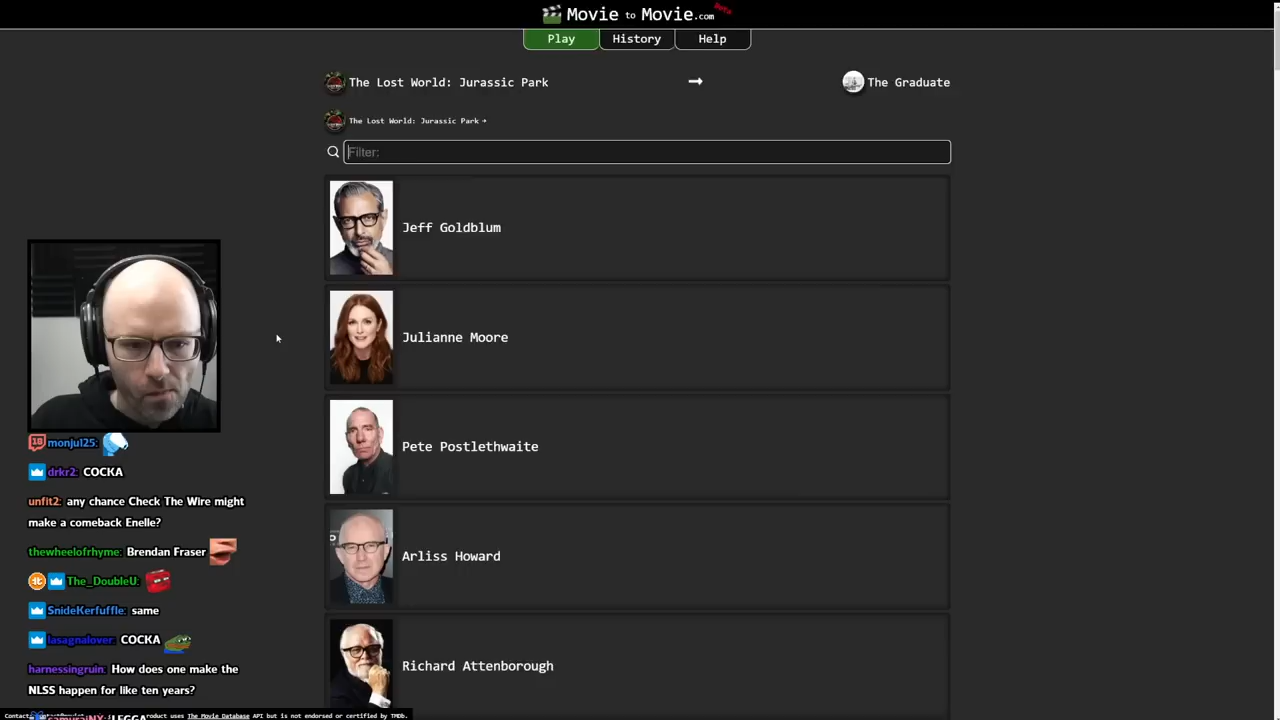 Movie to Movie.com Beta
Play History Help
The Lost World: Jurassic Park → The Graduate
The Lost World: Jurassic Park →
Filter:
Jeff Goldblum
Julianne Moore
Pete Postlethwaite
Arliss Howard
Richard Attenborough
monju125:
drkr2: COCKA
unfit2: any chance Check The Wire might
make a comeback Enelle?
thewheelofrhyme: Brendan Fraser
The_DoubleU:
SnideKerfuffle: same
lasagnalover: COCKA
harnessingruin: How does one make the
NLSS happen for like ten years?
Contact: roduct uses The Movie Database API but is not endorsed or certified by TMDb.